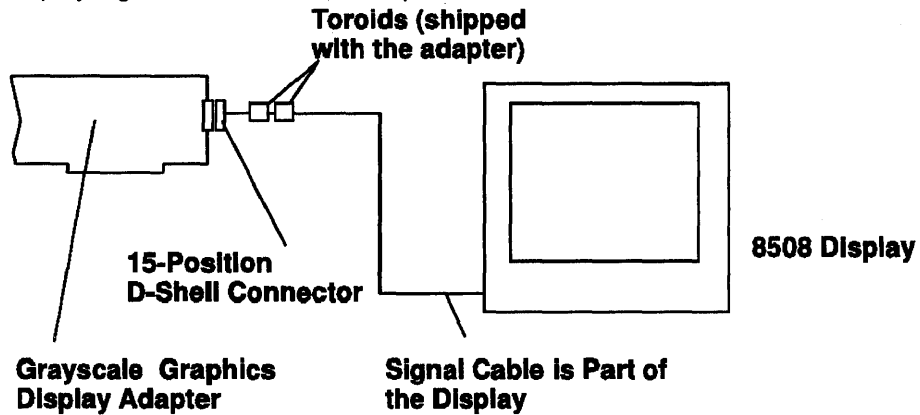 Toroids (shipped
with the adapter)
8508 Display
15-Position
D-Shell Connector
Grayscale Graphics
Display Adapter
Signal Cable is Part of
the Display